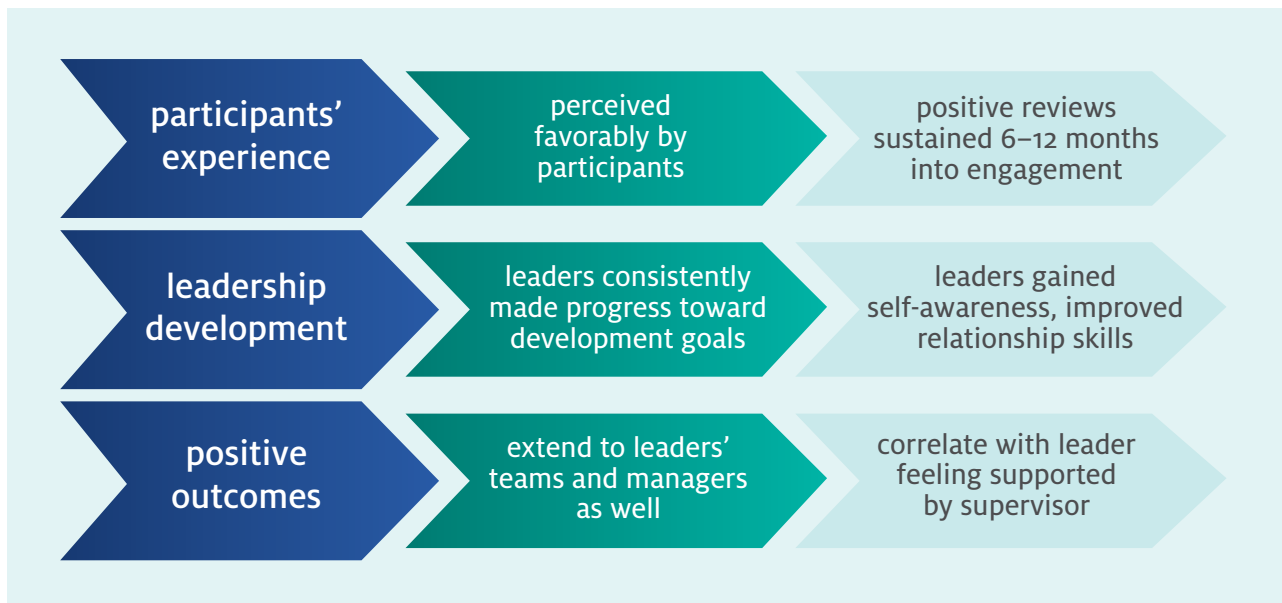 participants’
experience
perceived
favorably by
participants
positive reviews
sustained 6–12 months
into engagement
leadership
development
leaders consistently
made progress toward
development goals
leaders gained
self-awareness, improved
relationship skills
positive
outcomes
extend to leaders’
teams and managers
as well
correlate with leader
feeling supported
by supervisor